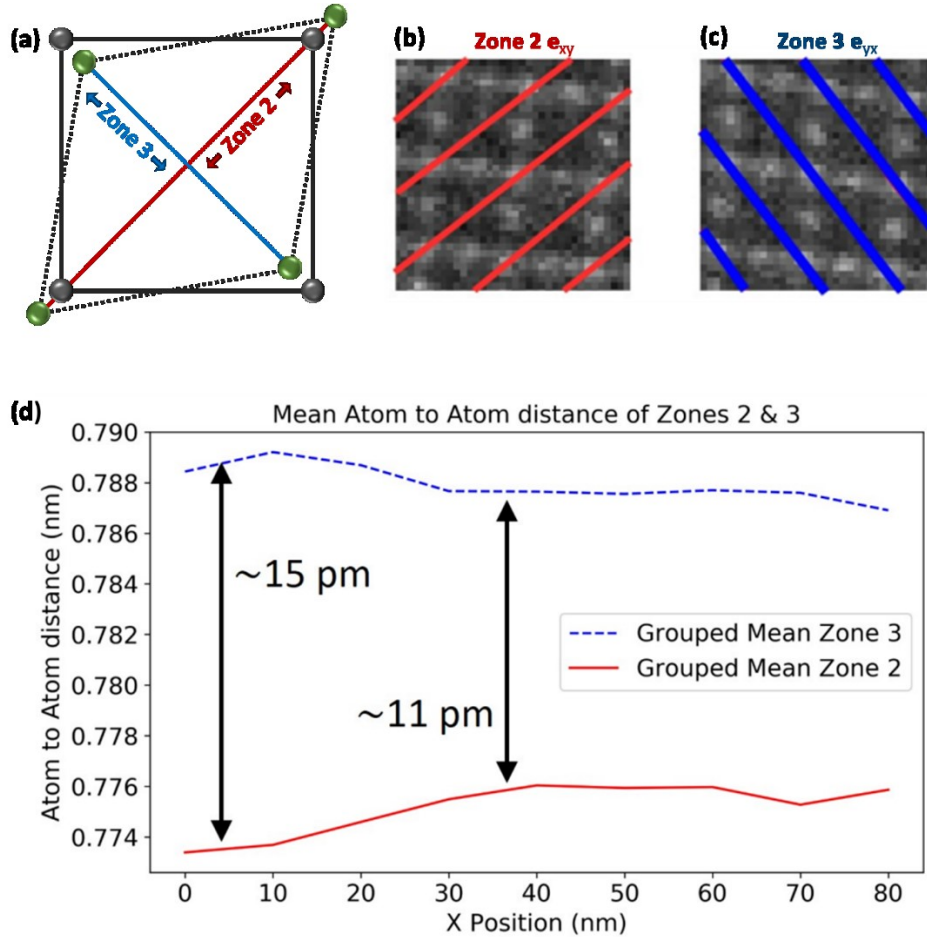 (a)
Zone 3
Zone 2
(b)
Zone 2 exy
(c)
Zone 3 eyx
(d)
Mean Atom to Atom distance of Zones 2 & 3
Atom to Atom distance (nm)
0.790
0.788
0.786
0.784
0.782
0.780
0.778
0.776
0.774
~15 pm
~11 pm
Grouped Mean Zone 3
Grouped Mean Zone 2
0 10 20 30 40 50 60 70 80
X Position (nm)